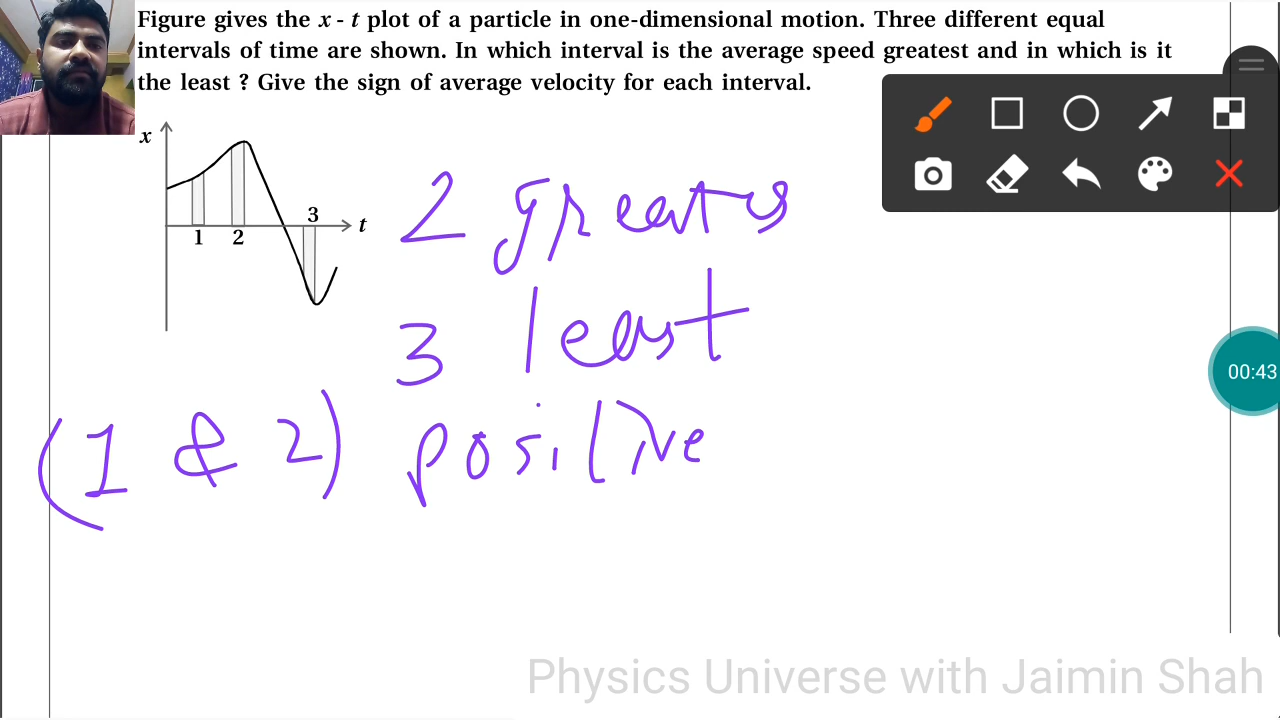 Figure gives the x - t plot of a particle in one-dimensional motion. Three different equal
intervals of time are shown. In which interval is the average speed greatest and in which is it
the least ? Give the sign of average velocity for each interval.
x
3
t
1 2
2 greates
3 least
(1 & 2) positive
00:43
Physics Universe with Jaimin Shah